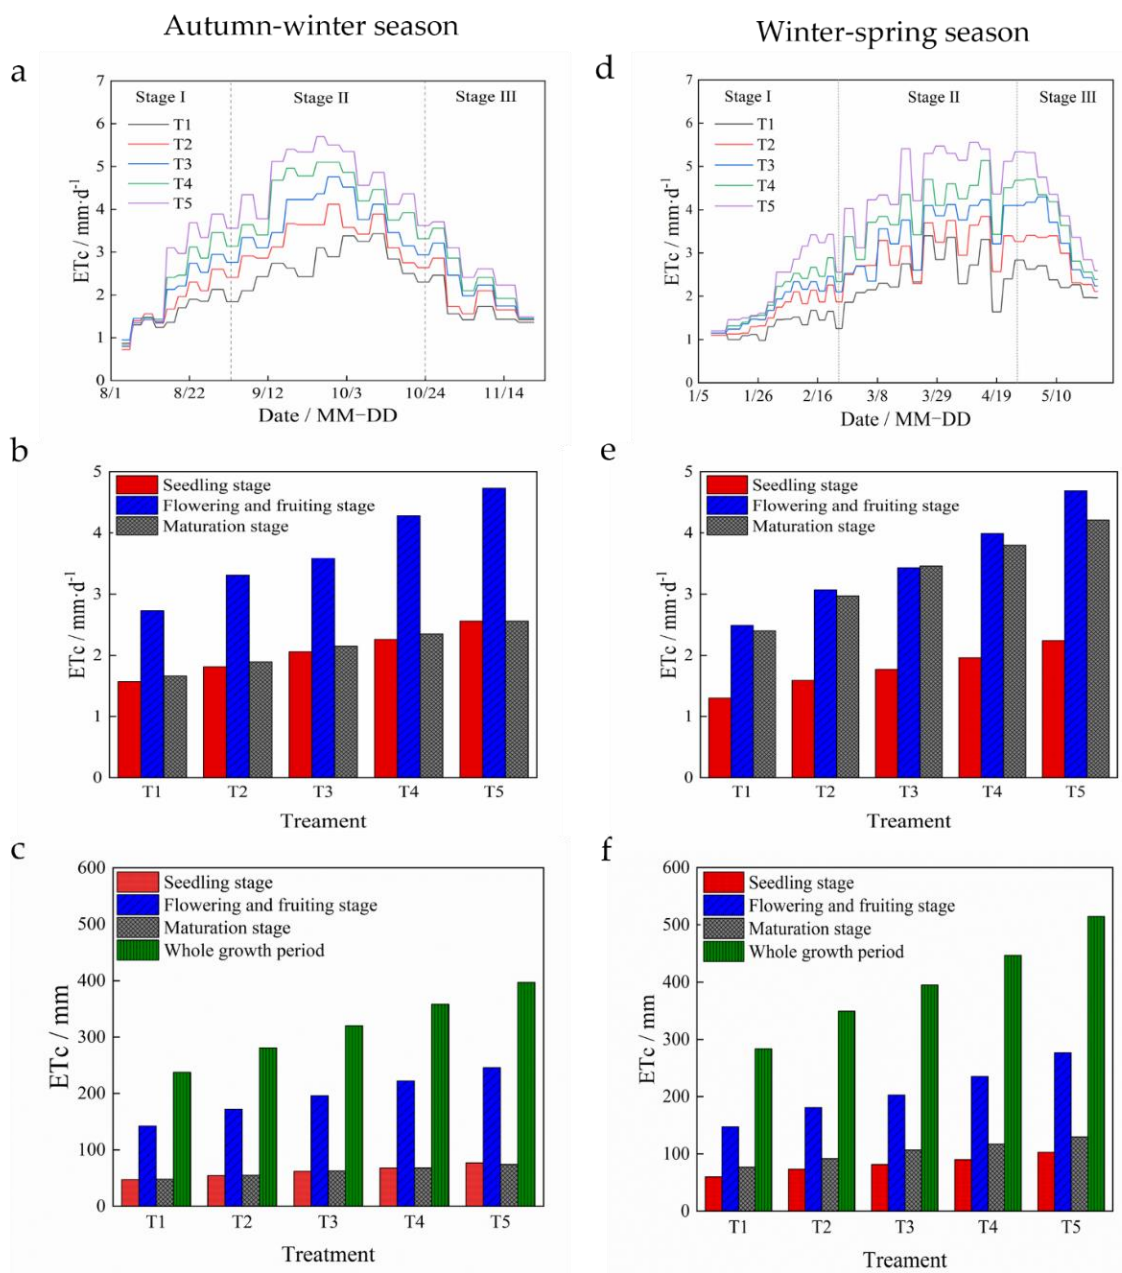 Autumn-winter season
Winter-spring season
a
7
6
5
4
3
2
1
0
ETc / mm·d⁻¹
Stage I
Stage II
Stage III
T1
T2
T3
T4
T5
8/1
8/22
9/12
10/3
10/24
11/14
Date / MM−DD
d
7
6
5
4
3
2
1
0
ETc / mm·d⁻¹
Stage I
Stage II
Stage III
T1
T2
T3
T4
T5
1/5
1/26
2/16
3/8
3/29
4/19
5/10
Date / MM−DD
b
5
4
3
2
1
0
ETc / mm·d⁻¹
Seedling stage
Flowering and fruiting stage
Maturation stage
T1
T2
T3
T4
T5
Treament
e
5
4
3
2
1
0
ETc / mm·d⁻¹
Seedling stage
Flowering and fruiting stage
Maturation stage
T1
T2
T3
T4
T5
Treament
c
600
500
400
300
200
100
0
ETc / mm
Seedling stage
Flowering and fruiting stage
Maturation stage
Whole growth period
T1
T2
T3
T4
T5
Treatment
f
600
500
400
300
200
100
0
ETc / mm
Seedling stage
Flowering and fruiting stage
Maturation stage
Whole growth period
T1
T2
T3
T4
T5
Treament